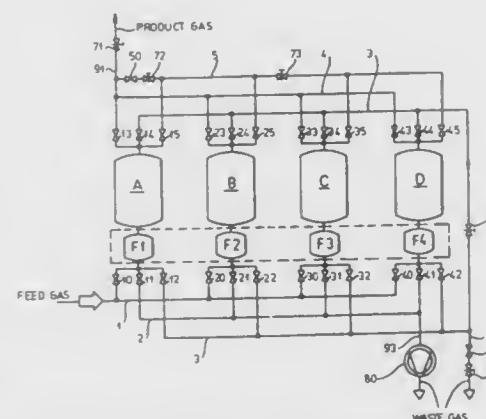 PRODUCT GAS
71
50 72 5 73 4 3
91
13 14 15 23 24 25 33 34 35 43 44 45
A B C D
F1 F2 F3 F4
10 11 12 20 21 22 30 31 32 40 41 42
FEED GAS
1
2
3
93
80
WASTE GAS